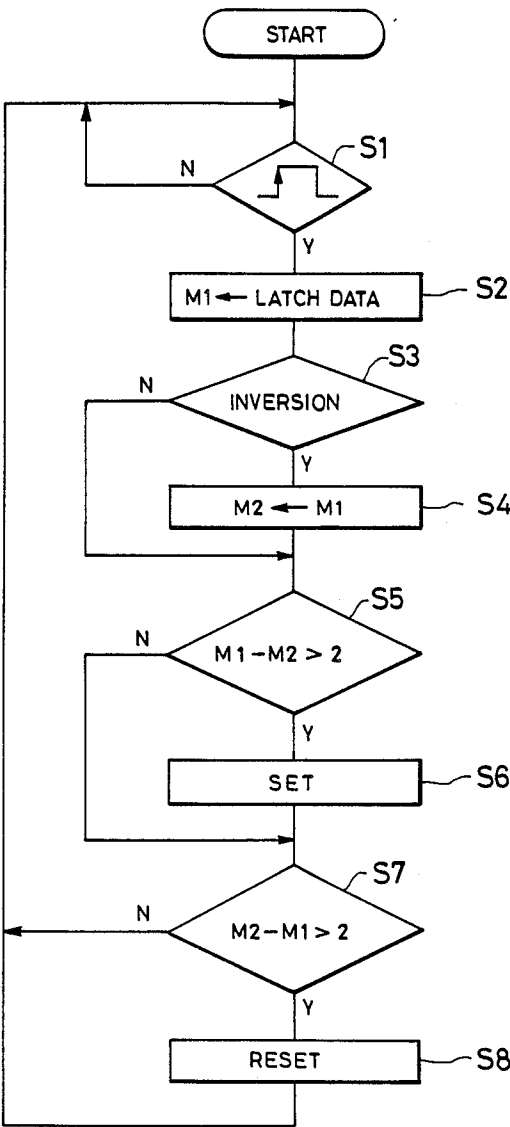 START
S1
N
Y
M1 ← LATCH DATA
S2
S3
N
INVERSION
Y
M2 ← M1
S4
S5
N
M1-M2 > 2
Y
SET
S6
S7
N
M2-M1 > 2
Y
RESET
S8